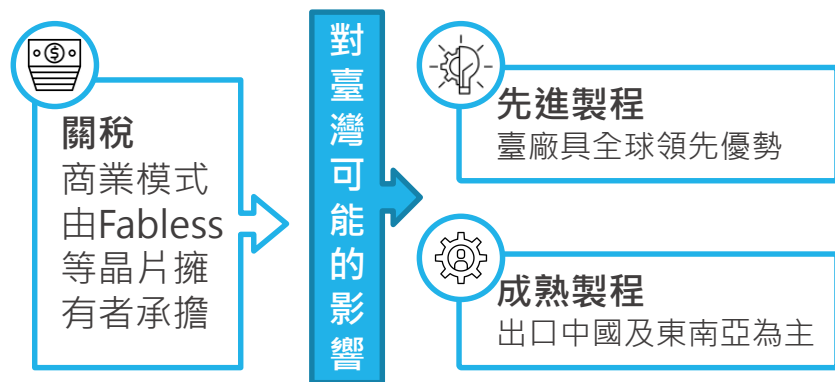 關稅
商業模式
由Fabless
等晶片擁
有者承擔
對臺灣可能的影響
先進製程
臺廠具全球領先優勢
成熟製程
出口中國及東南亞為主